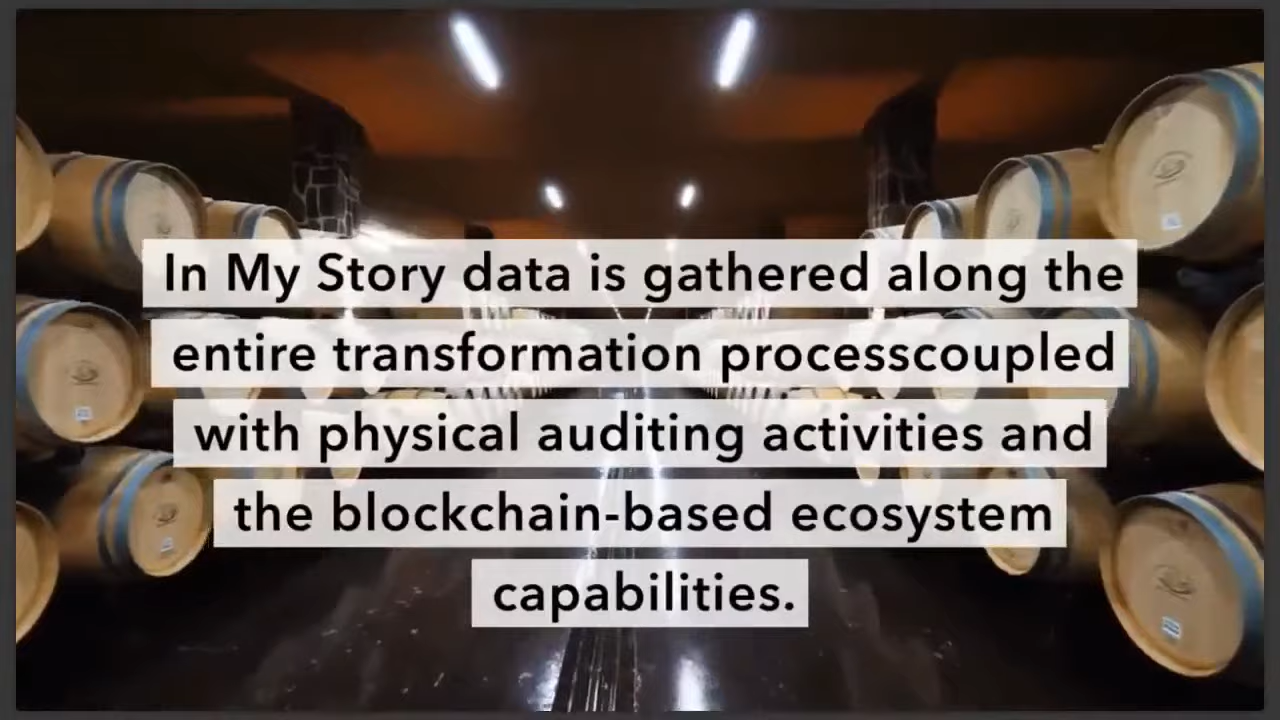 In My Story data is gathered along the
entire transformation processcoupled
with physical auditing activities and
the blockchain-based ecosystem
capabilities.